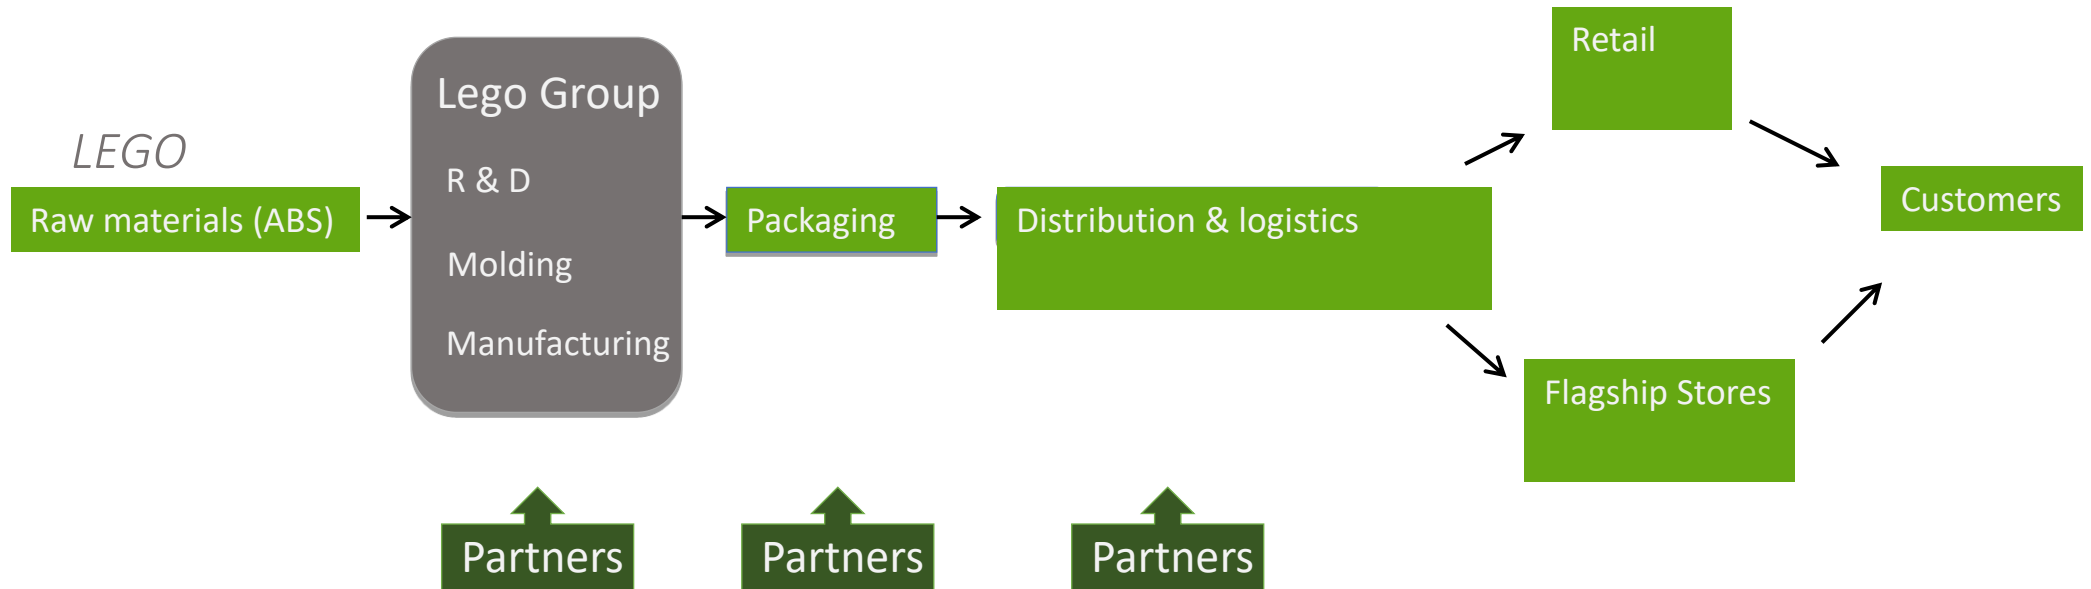 LEGO
Raw materials (ABS)
Lego Group
R & D
Molding
Manufacturing
Packaging
Distribution & logistics
Retail
Flagship Stores
Customers
Partners
Partners
Partners